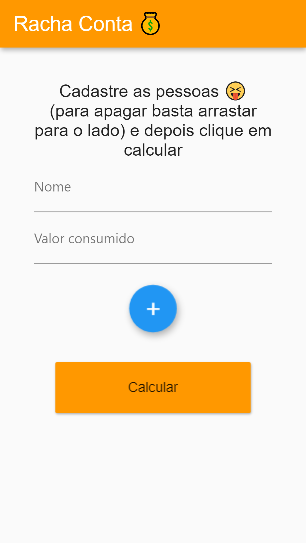 Racha Conta 💰
Cadastre as pessoas 😝
(para apagar basta arrastar
para o lado) e depois clique em
calcular
Nome
Valor consumido
+
Calcular